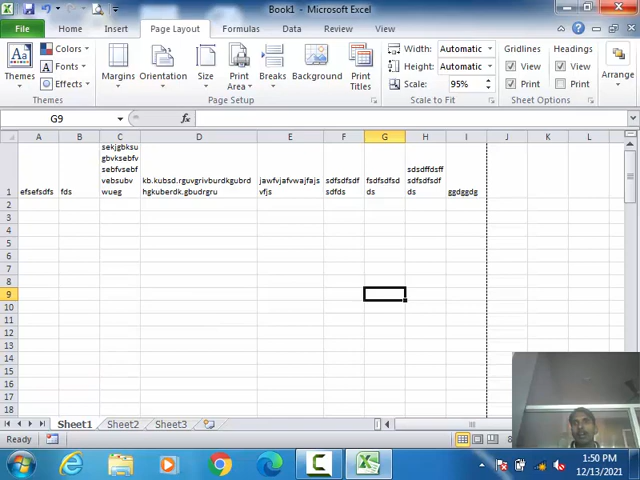 Book1 - Microsoft Excel
File Home Insert Page Layout Formulas Data Review View
Themes
Colors
Fonts
Effects
Themes
Margins Orientation Size Print Area Breaks Background Print Titles
Page Setup
Width: Automatic
Height: Automatic
Scale: 95%
Scale to Fit
Gridlines Headings
View View
Print Print
Sheet Options
Arrange
G9 fx
A B C D E F G H I J K L
1
efsefsdfs
fds
sekjgbksu
gbvksebfv
sebfvsebf
vebsubv
wueg
kb.kubsd.rguvgrivburdkgubrd
hgkuberdk.gbudrgru
jawfvjafvwajfajs
vfjs
sdfsdfsdf
sdfds
fsdfsdfsd
ds
sdsdffdsff
sdfsdfsdf
ds
ggdggdg
2
3
4
5
6
7
8
9
10
11
12
13
14
15
16
17
18
Sheet1 Sheet2 Sheet3
Ready
1:50 PM
12/13/2021